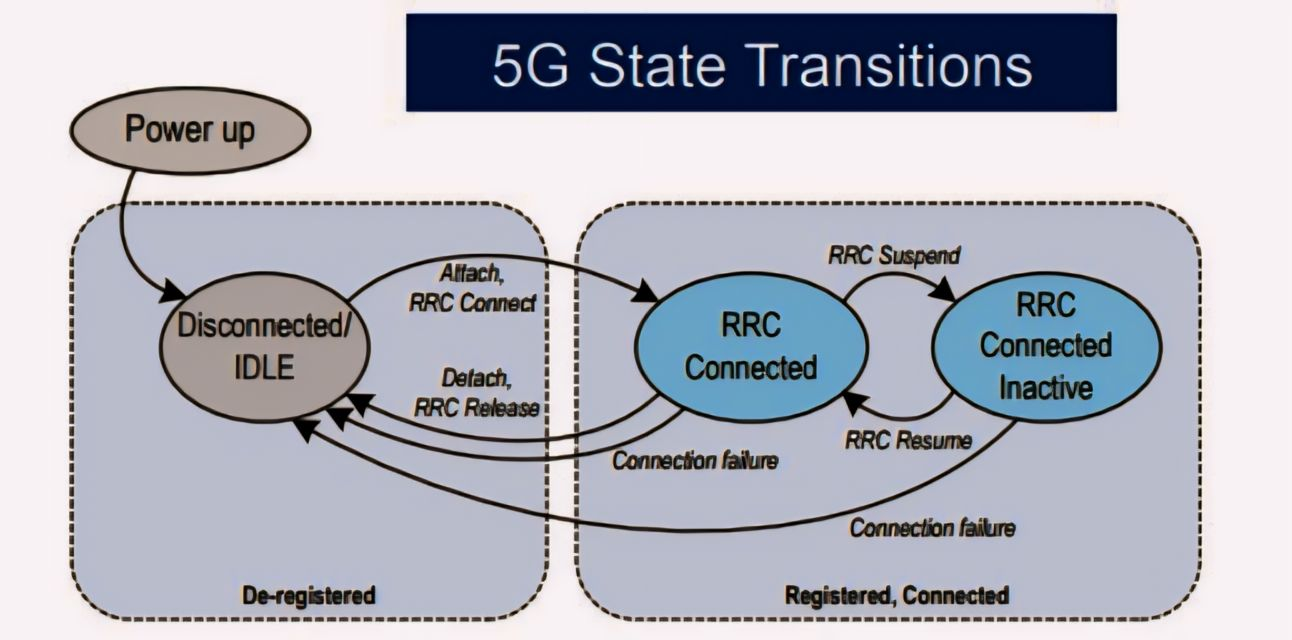 5G State Transitions
Power up
Disconnected/
IDLE
Attach,
RRC Connect
Detach,
RRC Release
RRC
Connected
RRC Suspend
RRC
Connected
Inactive
RRC Resume
Connection failure
Connection failure
De-registered
Registered, Connected